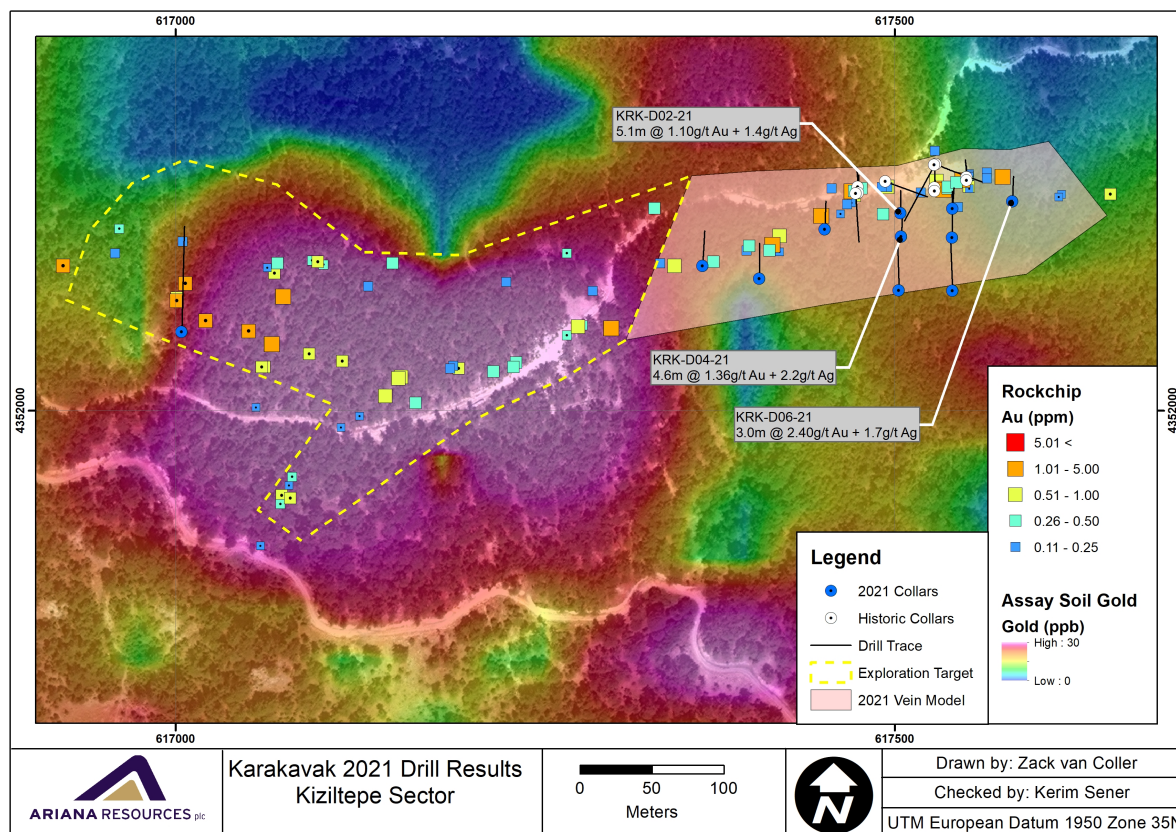 617000
617500
4352000
4352000
KRK-D02-21
5.1m @ 1.10g/t Au + 1.4g/t Ag
KRK-D04-21
4.6m @ 1.36g/t Au + 2.2g/t Ag
KRK-D06-21
3.0m @ 2.40g/t Au + 1.7g/t Ag
Rockchip
Au (ppm)
5.01 <
1.01 - 5.00
0.51 - 1.00
0.26 - 0.50
0.11 - 0.25
Assay Soil Gold
Gold (ppb)
High : 30
Low : 0
Legend
2021 Collars
Historic Collars
Drill Trace
Exploration Target
2021 Vein Model
617000
617500
ARIANA RESOURCES plc
Karakavak 2021 Drill Results
Kiziltepe Sector
0 50 100
Meters
N
Drawn by: Zack van Coller
Checked by: Kerim Sener
UTM European Datum 1950 Zone 35N